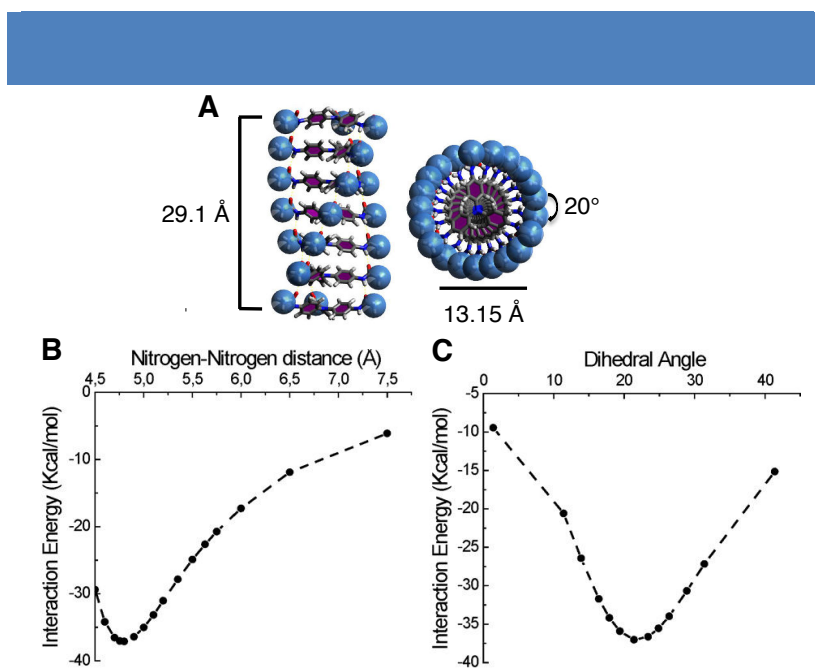 A
29.1 Å
20°
13.15 Å
B
Nitrogen-Nitrogen distance (Å)
4,5 5,0 5,5 6,0 6,5 7,0 7,5
0
-10
-20
-30
-40
Interaction Energy (Kcal/mol)
C
Dihedral Angle
0 10 20 30 40
-5
-10
-15
-20
-25
-30
-35
-40
Interaction Energy (Kcal/mol)